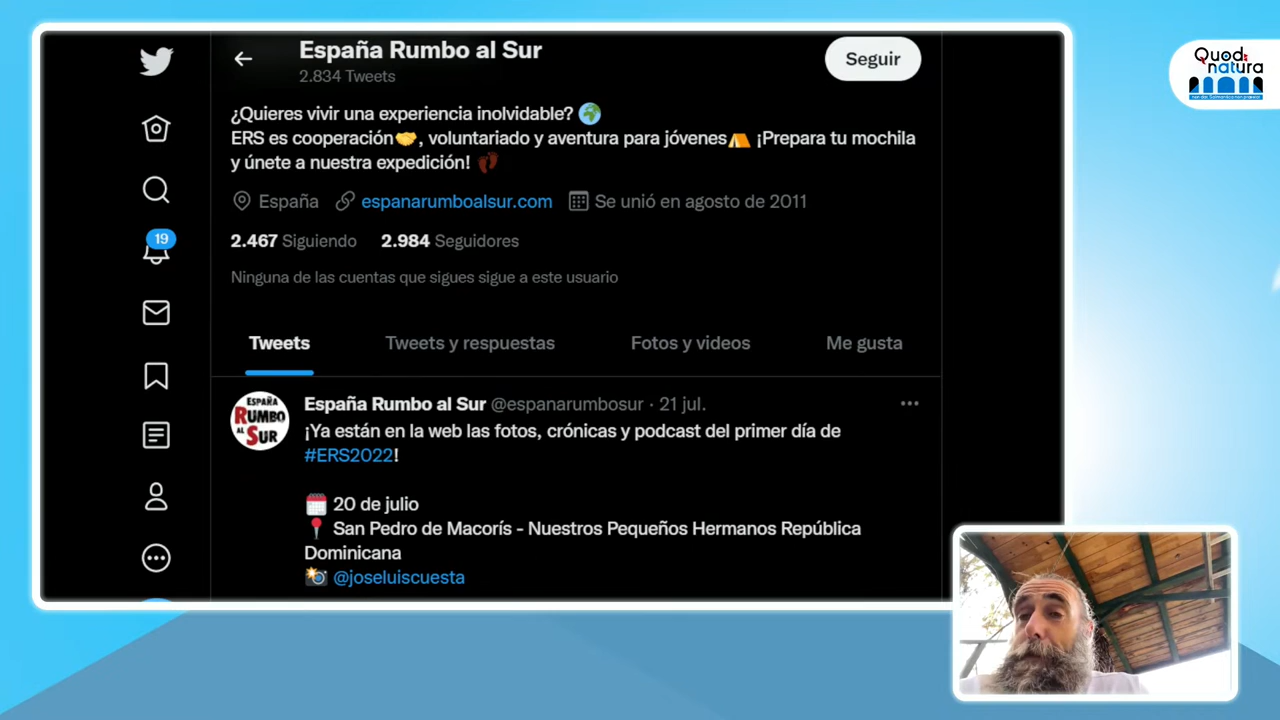 España Rumbo al Sur
2.834 Tweets
Seguir
¿Quieres vivir una experiencia inolvidable? 🌍
ERS es cooperación🤝, voluntariado y aventura para jóvenes⛺ ¡Prepara tu mochila
y únete a nuestra expedición! 👣
España espanarumboalsur.com Se unió en agosto de 2011
2.467 Siguiendo 2.984 Seguidores
Ninguna de las cuentas que sigues sigue a este usuario
Tweets Tweets y respuestas Fotos y videos Me gusta
España Rumbo al Sur @espanarumbosur · 21 jul.
¡Ya están en la web las fotos, crónicas y podcast del primer día de
#ERS2022!
🗓️ 20 de julio
📍 San Pedro de Macorís - Nuestros Pequeños Hermanos República
Dominicana
📸 @joseluiscuesta
19
ESPAÑA
RUMBO
AL SUR
Quod
natura